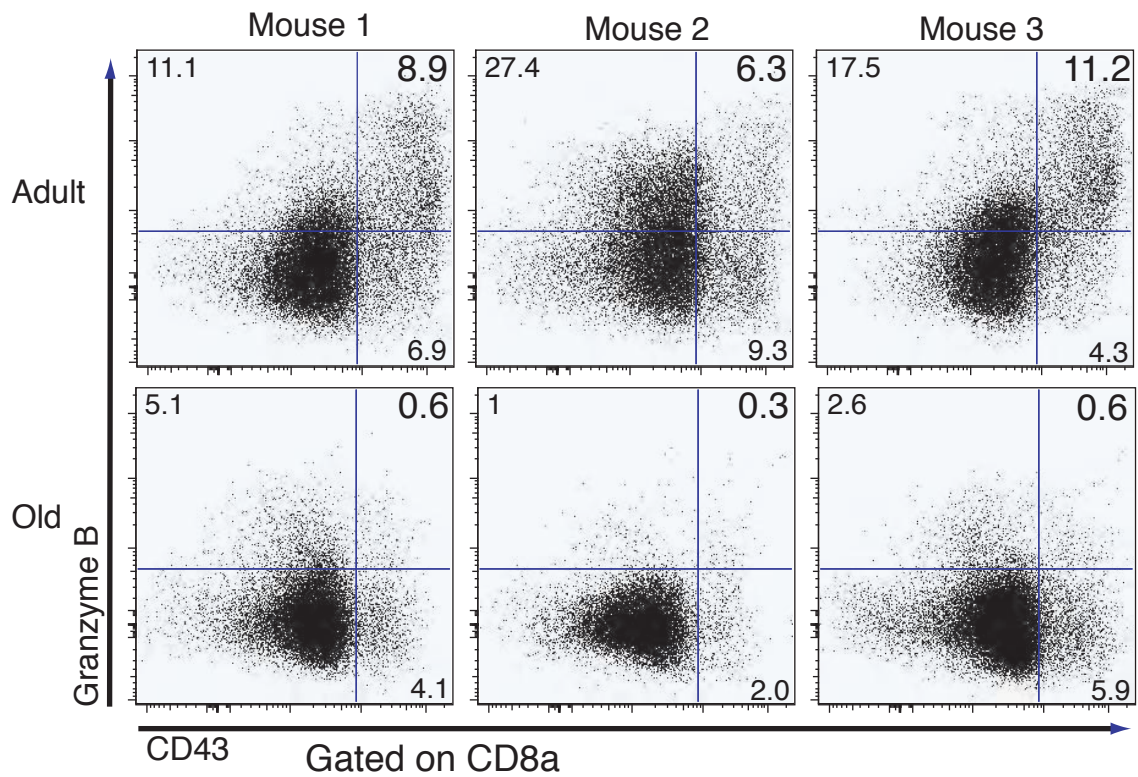 Mouse 1
Mouse 2
Mouse 3
Adult
11.1
8.9
6.9
27.4
6.3
9.3
17.5
11.2
4.3
Old
5.1
0.6
4.1
1
0.3
2.0
2.6
0.6
5.9
Granzyme B
CD43
Gated on CD8a